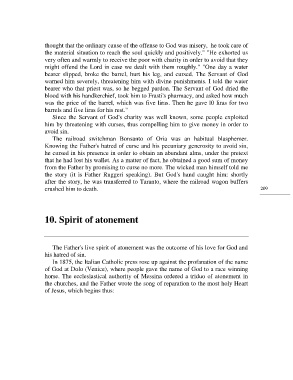 thought that the ordinary cause of the offense to God was misery, he took care of
the material situation to reach the soul quickly and positively." "He exhorted us
very often and warmly to receive the poor with charity in order to avoid that they
might offend the Lord in case we dealt with them roughly." "One day a water
bearer slipped, broke the barrel, hurt his leg, and cursed. The Servant of God
warned him severely, threatening him with divine punishments. I told the water
bearer who that priest was, so he begged pardon. The Servant of God dried the
blood with his handkerchief, took him to Frasti's pharmacy, and asked how much
was the price of the barrel, which was five liras. Then he gave 10 liras for two
barrels and five liras for his rest."
Since the Servant of God's charity was well known, some people exploited
him by threatening with curses, thus compelling him to give money in order to
avoid sin.
The railroad switchman Bonsanto of Oria was an habitual blasphemer.
Knowing the Father's hatred of curse and his pecuniary generosity to avoid sin,
he cursed in his presence in order to obtain an abundant alms, under the pretext
that he had lost his wallet. As a matter of fact, he obtained a good sum of money
from the Father by promising to curse no more. The wicked man himself told me
the story (it is Father Ruggeri speaking). But God's hand caught him: shortly
after the story, he was transferred to Taranto, where the railroad wagon buffers
crushed him to death.
209
10. Spirit of atonement
The Father's live spirit of atonement was the outcome of his love for God and
his hatred of sin.
In 1875, the Italian Catholic press rose up against the profanation of the name
of God at Dolo (Venice), where people gave the name of God to a race winning
horse. The ecclesiastical authority of Messina ordered a triduo of atonement in
the churches, and the Father wrote the song of reparation to the most holy Heart
of Jesus, which begins thus: